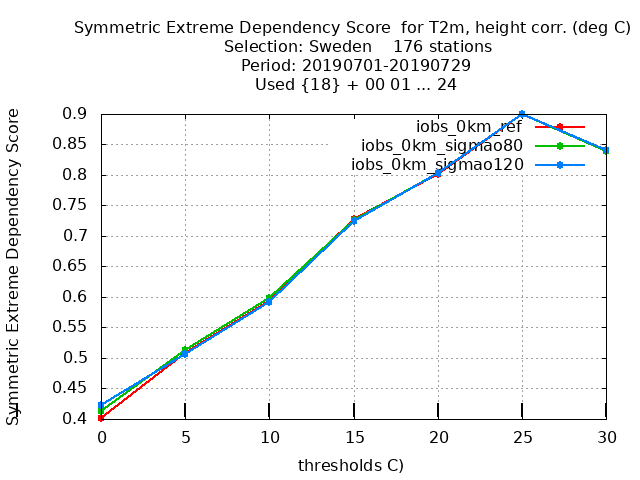 Symmetric Extreme Dependency Score  for T2m, height corr. (deg C)
Selection: Sweden    176 stations
Period: 20190701-20190729
Used {18} + 00 01 ... 24
Symmetric Extreme Dependency Score
0.9
0.85
0.8
0.75
0.7
0.65
0.6
0.55
0.5
0.45
0.4
iobs_0km_ref
iobs_0km_sigmao80
iobs_0km_sigmao120
0 5 10 15 20 25 30
thresholds C)